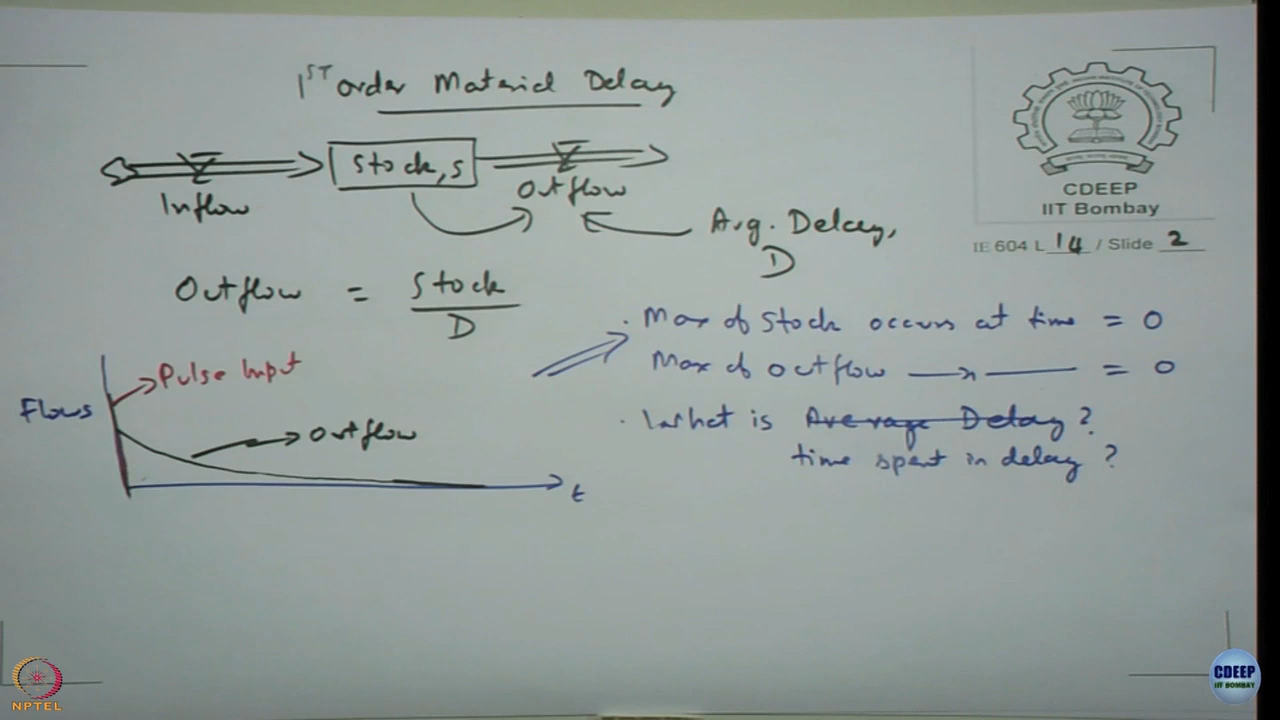 1ST order Material Delay
Stock, S
Inflow
Outflow
Avg. Delay,
D
CDEEP
IIT Bombay
IE 604 L 14 / Slide 2
Outflow = Stock
D
. Max of Stock occurs at time = 0
Max of outflow —〃— = 0
. What is Average Delay?
time spent in delay ?
Flows
Pulse Input
Outflow
t
NPTEL
CDEEP
IIT BOMBAY